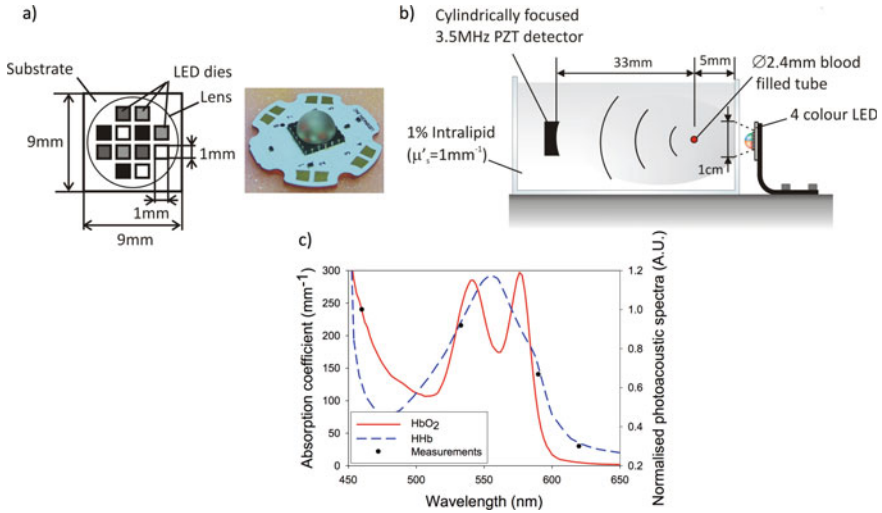 a)
Substrate
LED dies
Lens
9mm
1mm
1mm
9mm
b)
Cylindrically focused
3.5MHz PZT detector
33mm
5mm
Ø2.4mm blood
filled tube
4 colour LED
1% Intralipid
(µ's=1mm-1)
1cm
c)
Absorption coefficient (mm-1)
300
250
200
150
100
50
0
HbO2
HHb
Measurements
450 500 550 600 650
Wavelength (nm)
1.2
1.0
0.8
0.6
0.4
0.2
Normalised photoacoustic spectra (A.U.)